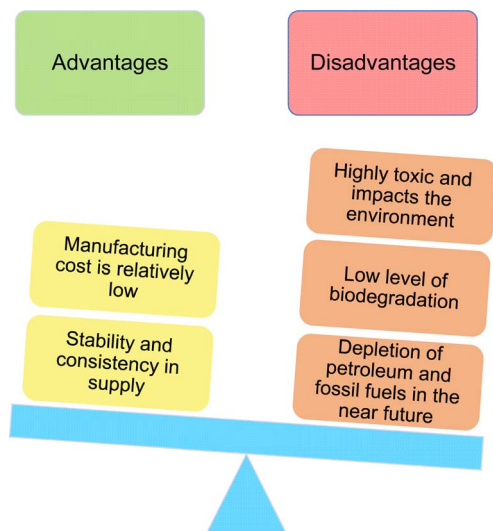 Advantages
Disadvantages
Manufacturing
cost is relatively
low
Stability and
consistency in
supply
Highly toxic and
impacts the
environment
Low level of
biodegradation
Depletion of
petroleum and
fossil fuels in the
near future